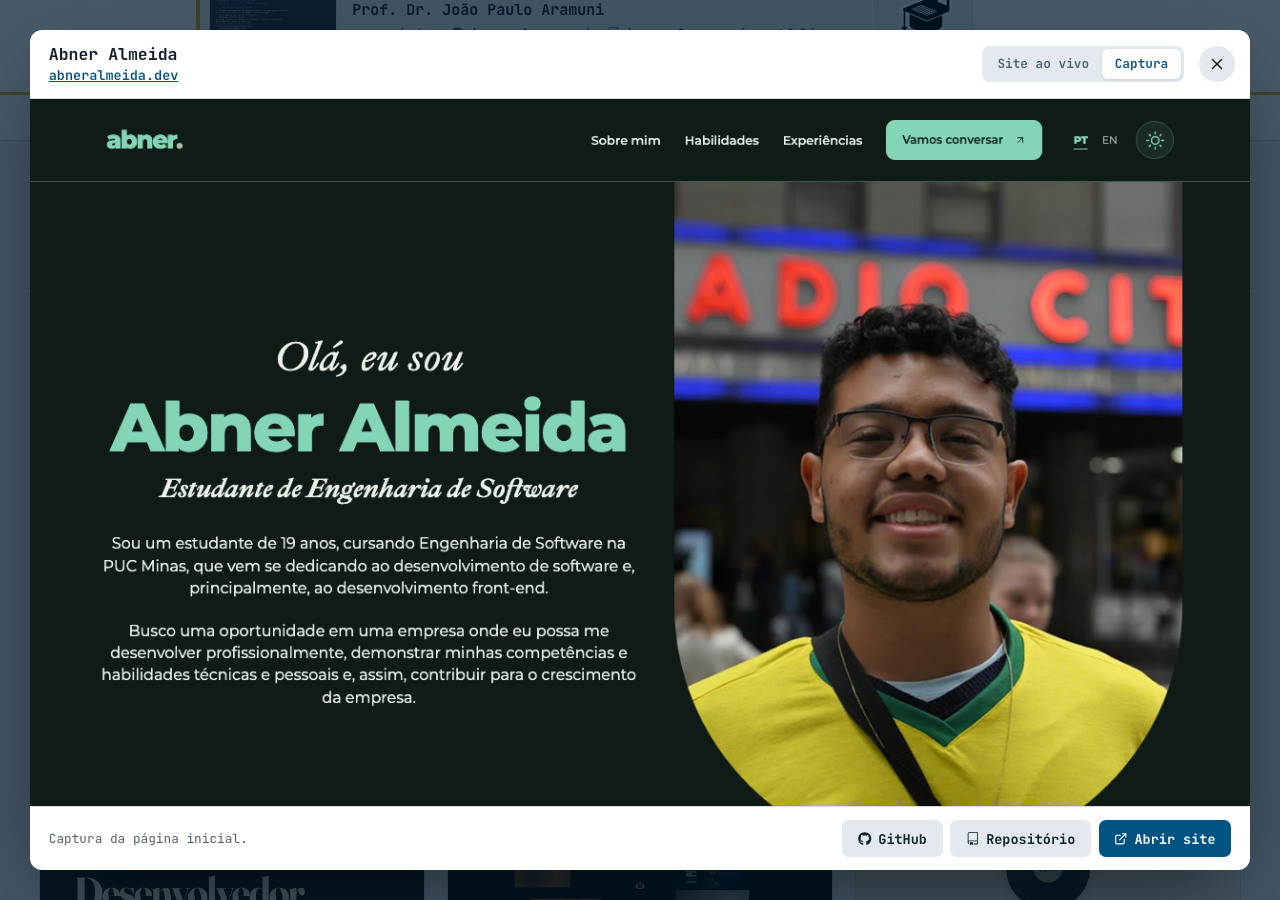 Prof. Dr. João Paulo Aramuni
Abner Almeida
abneralmeida.dev
Site ao vivo
Captura
abner.
Sobre mim
Habilidades
Experiências
Vamos conversar
PT
EN
ADIO CIT
Olá, eu sou
Abner Almeida
Estudante de Engenharia de Software
Sou um estudante de 19 anos, cursando Engenharia de Software na
PUC Minas, que vem se dedicando ao desenvolvimento de software e,
principalmente, ao desenvolvimento front-end.
Busco uma oportunidade em uma empresa onde eu possa me
desenvolver profissionalmente, demonstrar minhas competências e
habilidades técnicas e pessoais e, assim, contribuir para o crescimento
da empresa.
Captura da página inicial.
GitHub
Repositório
Abrir site
Desenvolvedor